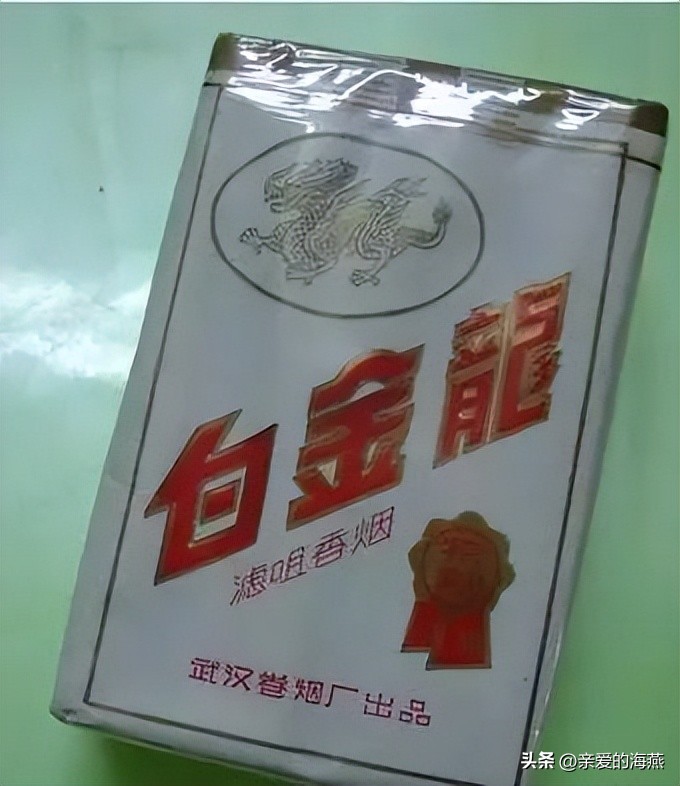 白金龍
滤咀香烟
武汉卷烟厂出品
头条 @亲爱的海燕